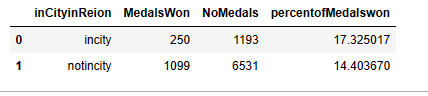 inCityinReion MedalsWon NoMedals percentofMedalswon
0 incity 250 1193 17.325017
1 notincity 1099 6531 14.403670